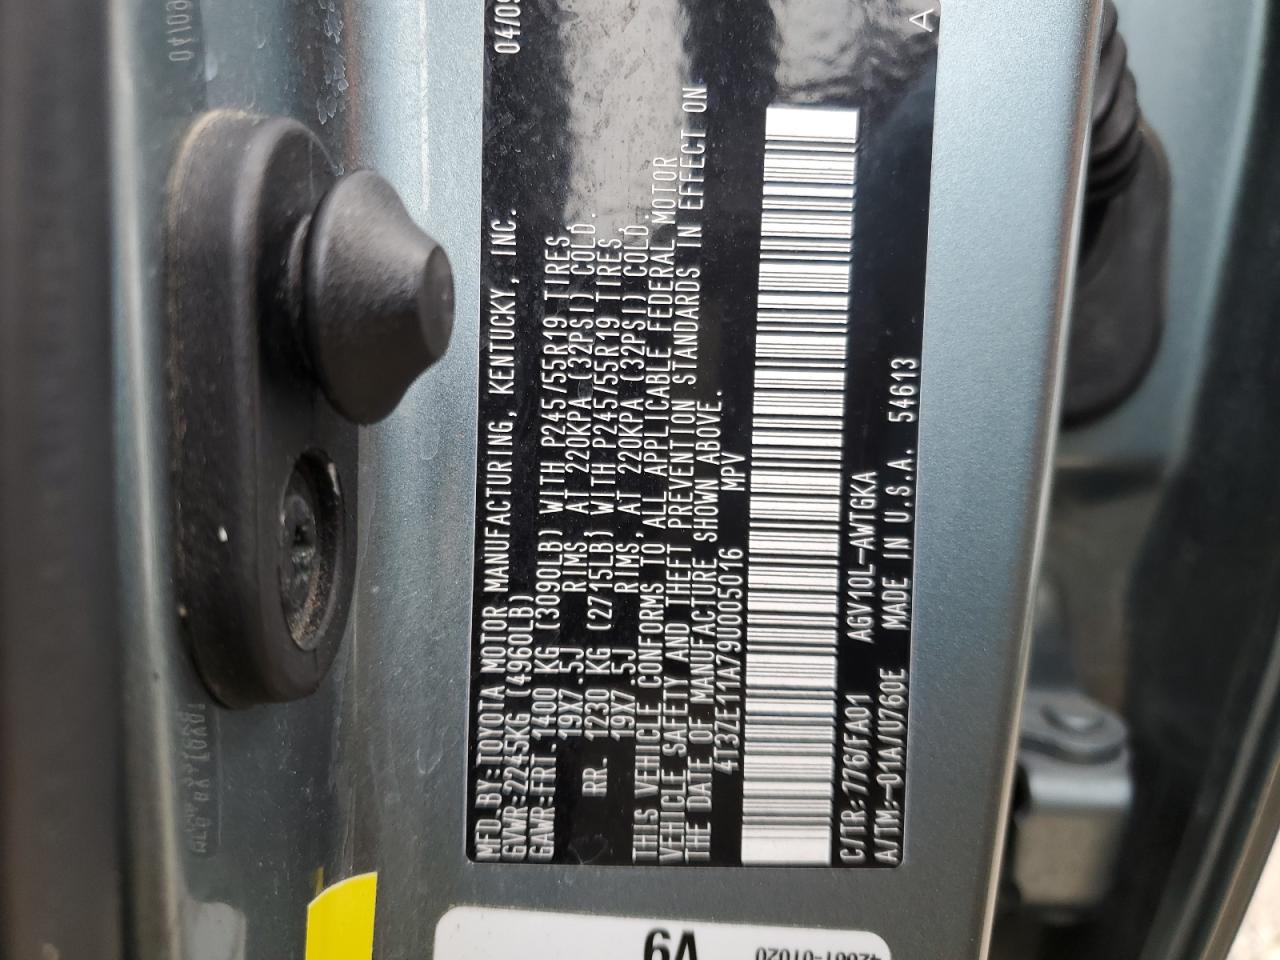 MFD.BY:TOYOTA MOTOR MANUFACTURING, KENTUCKY, INC. 04/09
GVWR:2245KG (4960LB)
GAWR:FRT.1400 KG (3090LB) WITH P245/55R19 TIRES,
19X7.5J RIMS, AT 220KPA (32PSI) COLD.
RR. 1230 KG (2715LB) WITH P245/55R19 TIRES
19X7.5J RIMS, AT 220KPA (32PSI) COLD.
THIS VEHICLE CONFORMS TO ALL APPLICABLE FEDERAL MOTOR
VEHICLE SAFETY AND THEFT PREVENTION STANDARDS IN EFFECT ON
THE DATE OF MANUFACTURE SHOWN ABOVE.
4T3ZE11A79U005016 MPV
C/TR:776/FA01 AGV10L-AWTGKA A
A/TM:-01A/U760E MADE IN U.S.A. 54613